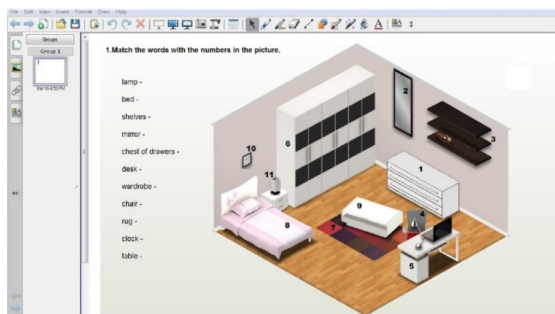 File Edit View Insert Format Draw Help
Groups
Group 1
1
1.Match the words with the numbers in the picture.
lamp -
bed -
shelves -
mirror -
chest of drawers -
desk -
wardrobe -
chair -
rug -
clock -
table -
2
3
6
10
1
11
9
4
7
8
5